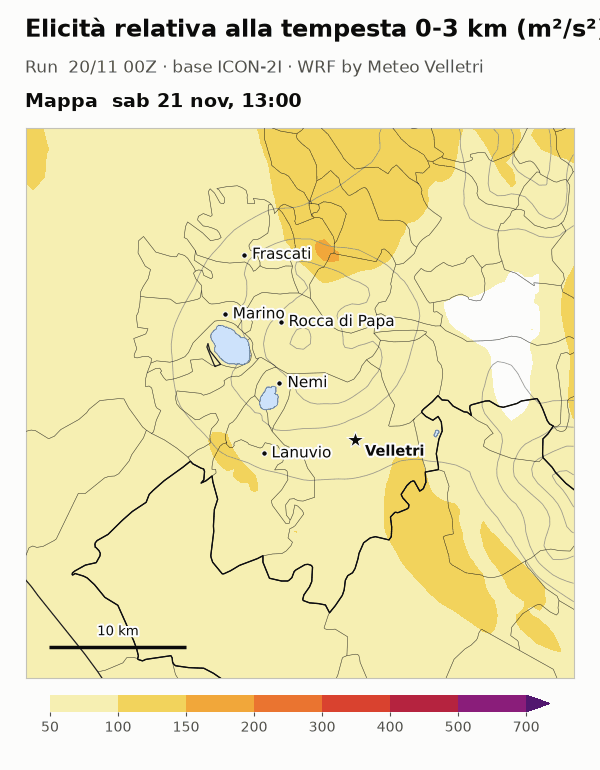 Elicità relativa alla tempesta 0-3 km (m²/s²)
Run  20/11 00Z · base ICON-2I · WRF by Meteo Velletri
Mappa  sab 21 nov, 13:00
Frascati
Marino
Rocca di Papa
Nemi
Lanuvio
Velletri
10 km
50 100 150 200 300 400 500 700